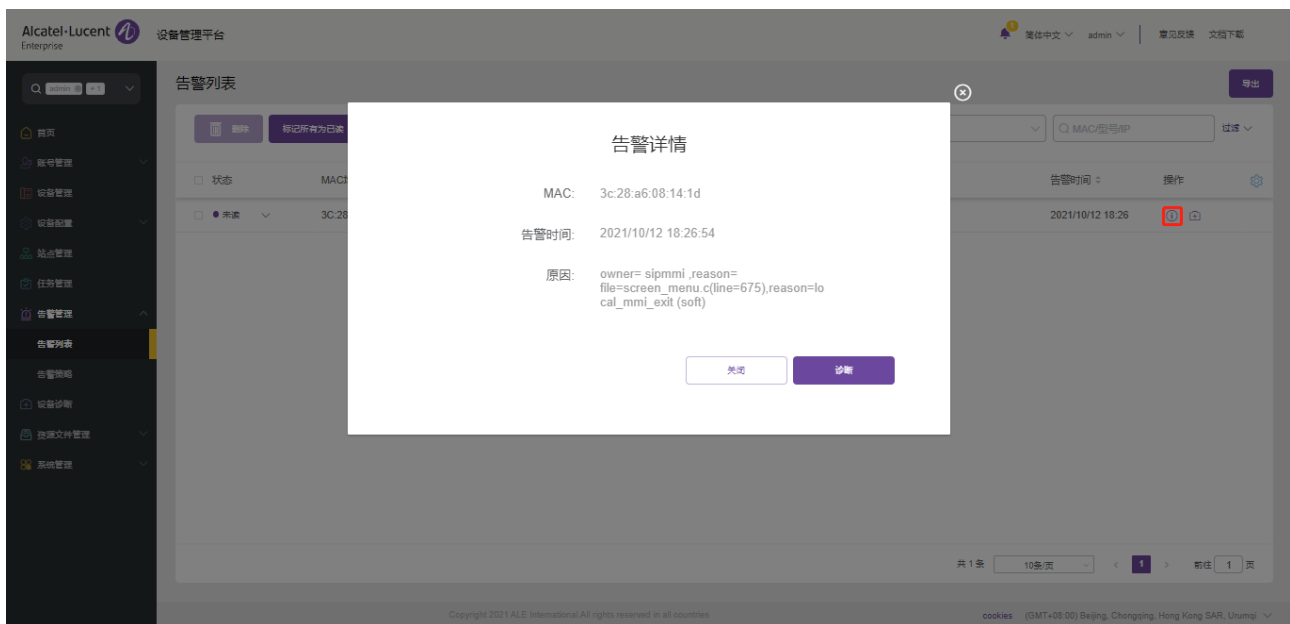 Alcatel·Lucent
Enterprise
设备管理平台
1
简体中文
admin
意见反馈
文档下载
admin
+ 1
首页
账号管理
设备管理
设备配置
站点管理
任务管理
告警管理
告警列表
告警策略
设备诊断
资源文件管理
系统管理
告警列表
导出
删除
标记所有为已读
MAC/型号/IP
过滤
状态
MAC
告警时间
操作
未读
3C:28
2021/10/12 18:26
告警详情
MAC: 3c:28:a6:08:14:1d
告警时间: 2021/10/12 18:26:54
原因: owner= sipmmi ,reason=
file=screen_menu.c(line=675),reason=lo
cal_mmi_exit (soft)
关闭
诊断
共 1 条
10条/页
1
前往 1 页
Copyright 2021 ALE International.All rights reserved in all countries.
cookies
(GMT+08:00) Beijing, Chongqing, Hong Kong SAR, Urumqi